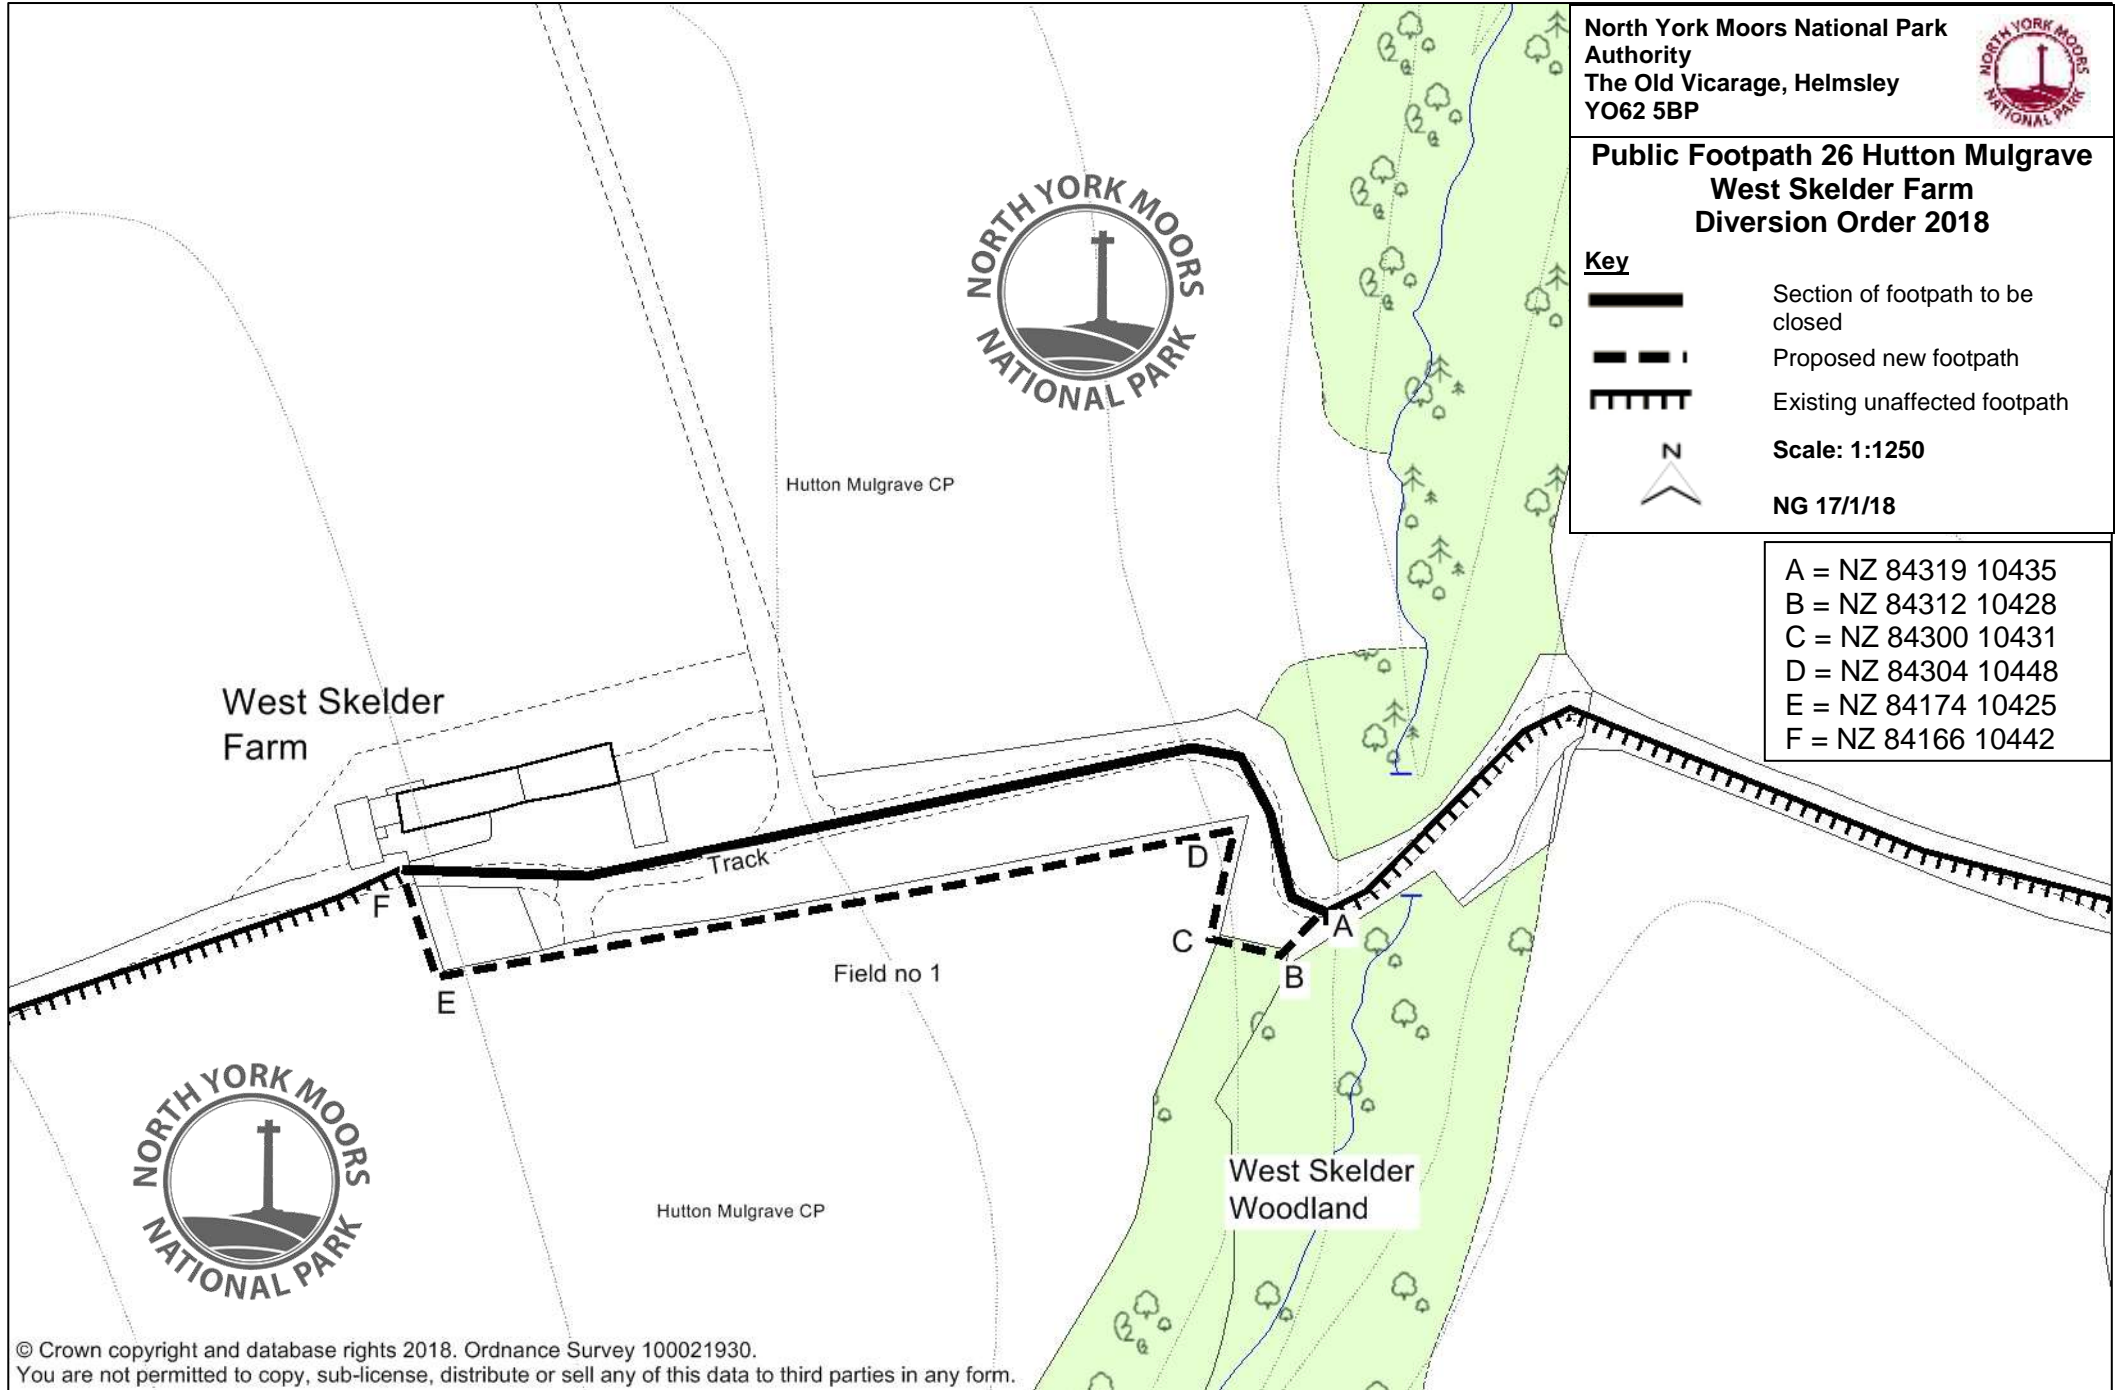 North York Moors National Park
Authority
The Old Vicarage, Helmsley
YO62 5BP
NORTH YORK MOORS
NATIONAL PARK
Public Footpath 26 Hutton Mulgrave
West Skelder Farm
Diversion Order 2018
Key
Section of footpath to be
closed
Proposed new footpath
Existing unaffected footpath
N
Scale: 1:1250
NG 17/1/18
A = NZ 84319 10435
B = NZ 84312 10428
C = NZ 84300 10431
D = NZ 84304 10448
E = NZ 84174 10425
F = NZ 84166 10442
NORTH YORK MOORS
NATIONAL PARK
Hutton Mulgrave CP
West Skelder
Farm
Track
D
F
A
C
B
E
Field no 1
NORTH YORK MOORS
NATIONAL PARK
West Skelder
Woodland
Hutton Mulgrave CP
© Crown copyright and database rights 2018. Ordnance Survey 100021930.
You are not permitted to copy, sub-license, distribute or sell any of this data to third parties in any form.